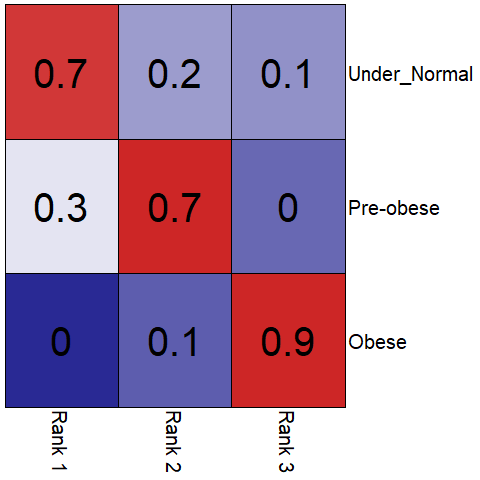 0.7 0.2 0.1 Under_Normal
0.3 0.7 0 Pre-obese
0 0.1 0.9 Obese
Rank 1 Rank 2 Rank 3